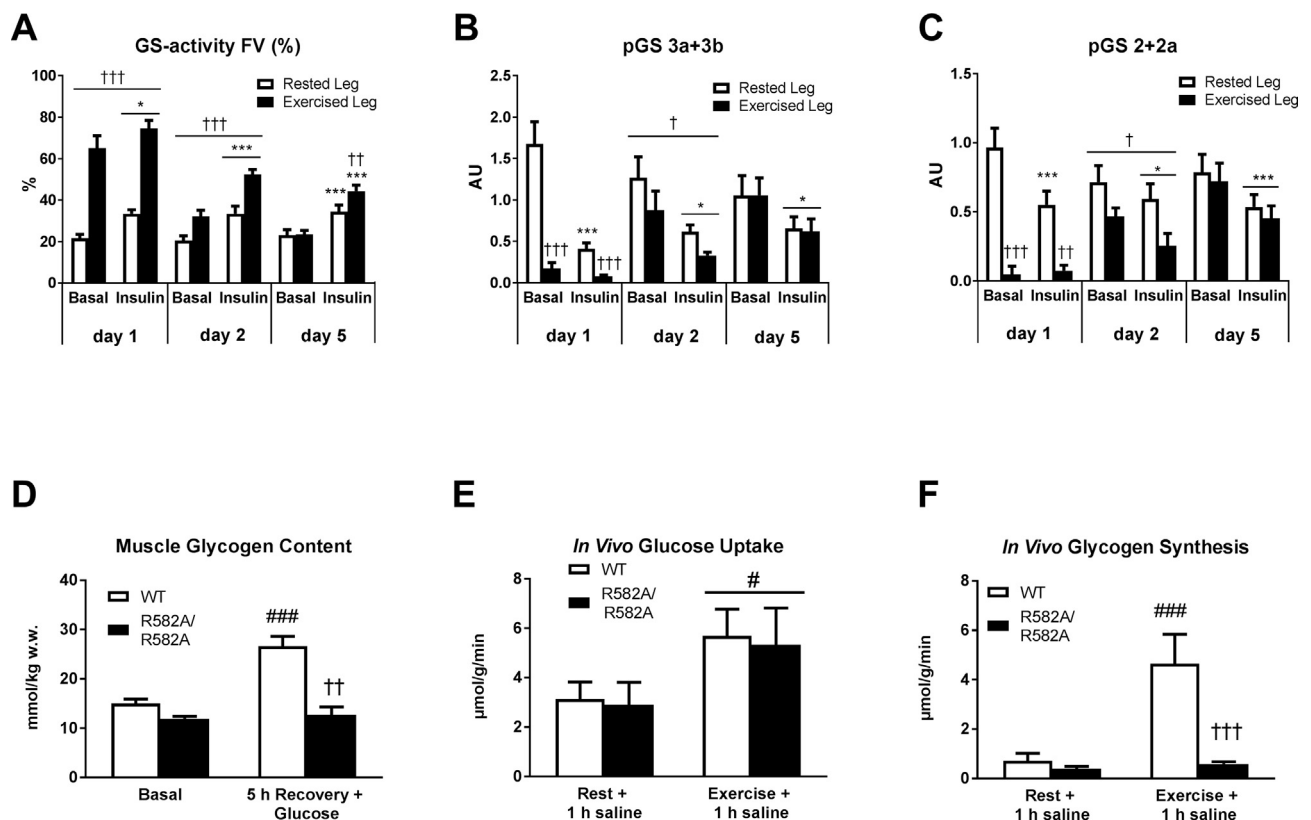 A
GS-activity FV (%)
†††
*
†††
***
††
***
***
Rested Leg
Exercised Leg
%
100
80
60
40
20
0
Basal Insulin Basal Insulin Basal Insulin
day 1 day 2 day 5
B
pGS 3a+3b
Rested Leg
Exercised Leg
AU
2.5
2.0
1.5
1.0
0.5
0.0
†††
***
†††
†
*
*
Basal Insulin Basal Insulin Basal Insulin
day 1 day 2 day 5
C
pGS 2+2a
Rested Leg
Exercised Leg
AU
1.5
1.0
0.5
0.0
†††
***
††
†
*
***
Basal Insulin Basal Insulin Basal Insulin
day 1 day 2 day 5
D
Muscle Glycogen Content
WT
R582A/
R582A
mmol/kg w.w.
40
30
20
10
0
###
††
Basal
5 h Recovery +
Glucose
E
In Vivo Glucose Uptake
WT
R582A/
R582A
µmol/g/min
8
6
4
2
0
#
Rest +
1 h saline
Exercise +
1 h saline
F
In Vivo Glycogen Synthesis
WT
R582A/
R582A
µmol/g/min
8
6
4
2
0
###
†††
Rest +
1 h saline
Exercise +
1 h saline